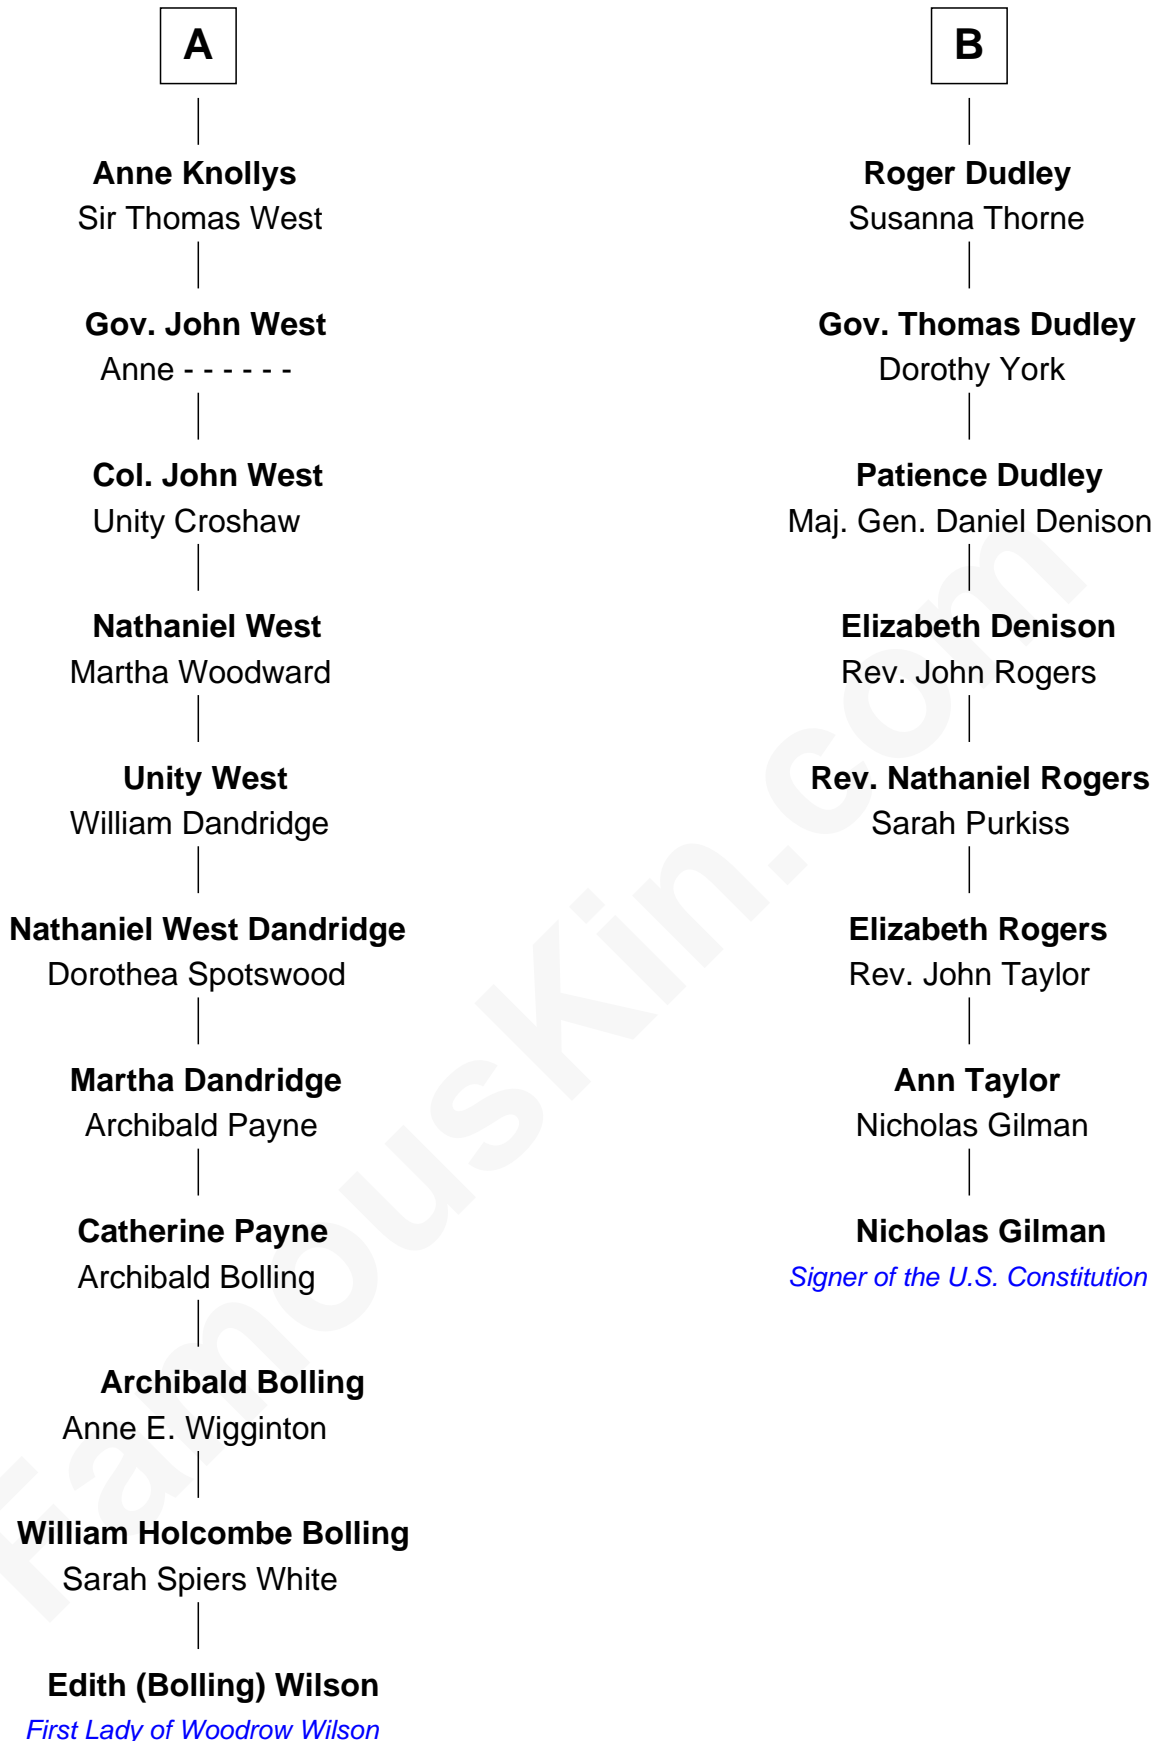 A
Anne Knollys
Sir Thomas West
Gov. John West
Anne - - - - - -
Col. John West
Unity Croshaw
Nathaniel West
Martha Woodward
Unity West
William Dandridge
Nathaniel West Dandridge
Dorothea Spotswood
Martha Dandridge
Archibald Payne
Catherine Payne
Archibald Bolling
Archibald Bolling
Anne E. Wigginton
William Holcombe Bolling
Sarah Spiers White
Edith (Bolling) Wilson
First Lady of Woodrow Wilson
B
Roger Dudley
Susanna Thorne
Gov. Thomas Dudley
Dorothy York
Patience Dudley
Maj. Gen. Daniel Denison
Elizabeth Denison
Rev. John Rogers
Rev. Nathaniel Rogers
Sarah Purkiss
Elizabeth Rogers
Rev. John Taylor
Ann Taylor
Nicholas Gilman
Nicholas Gilman
Signer of the U.S. Constitution
FamousKin.com